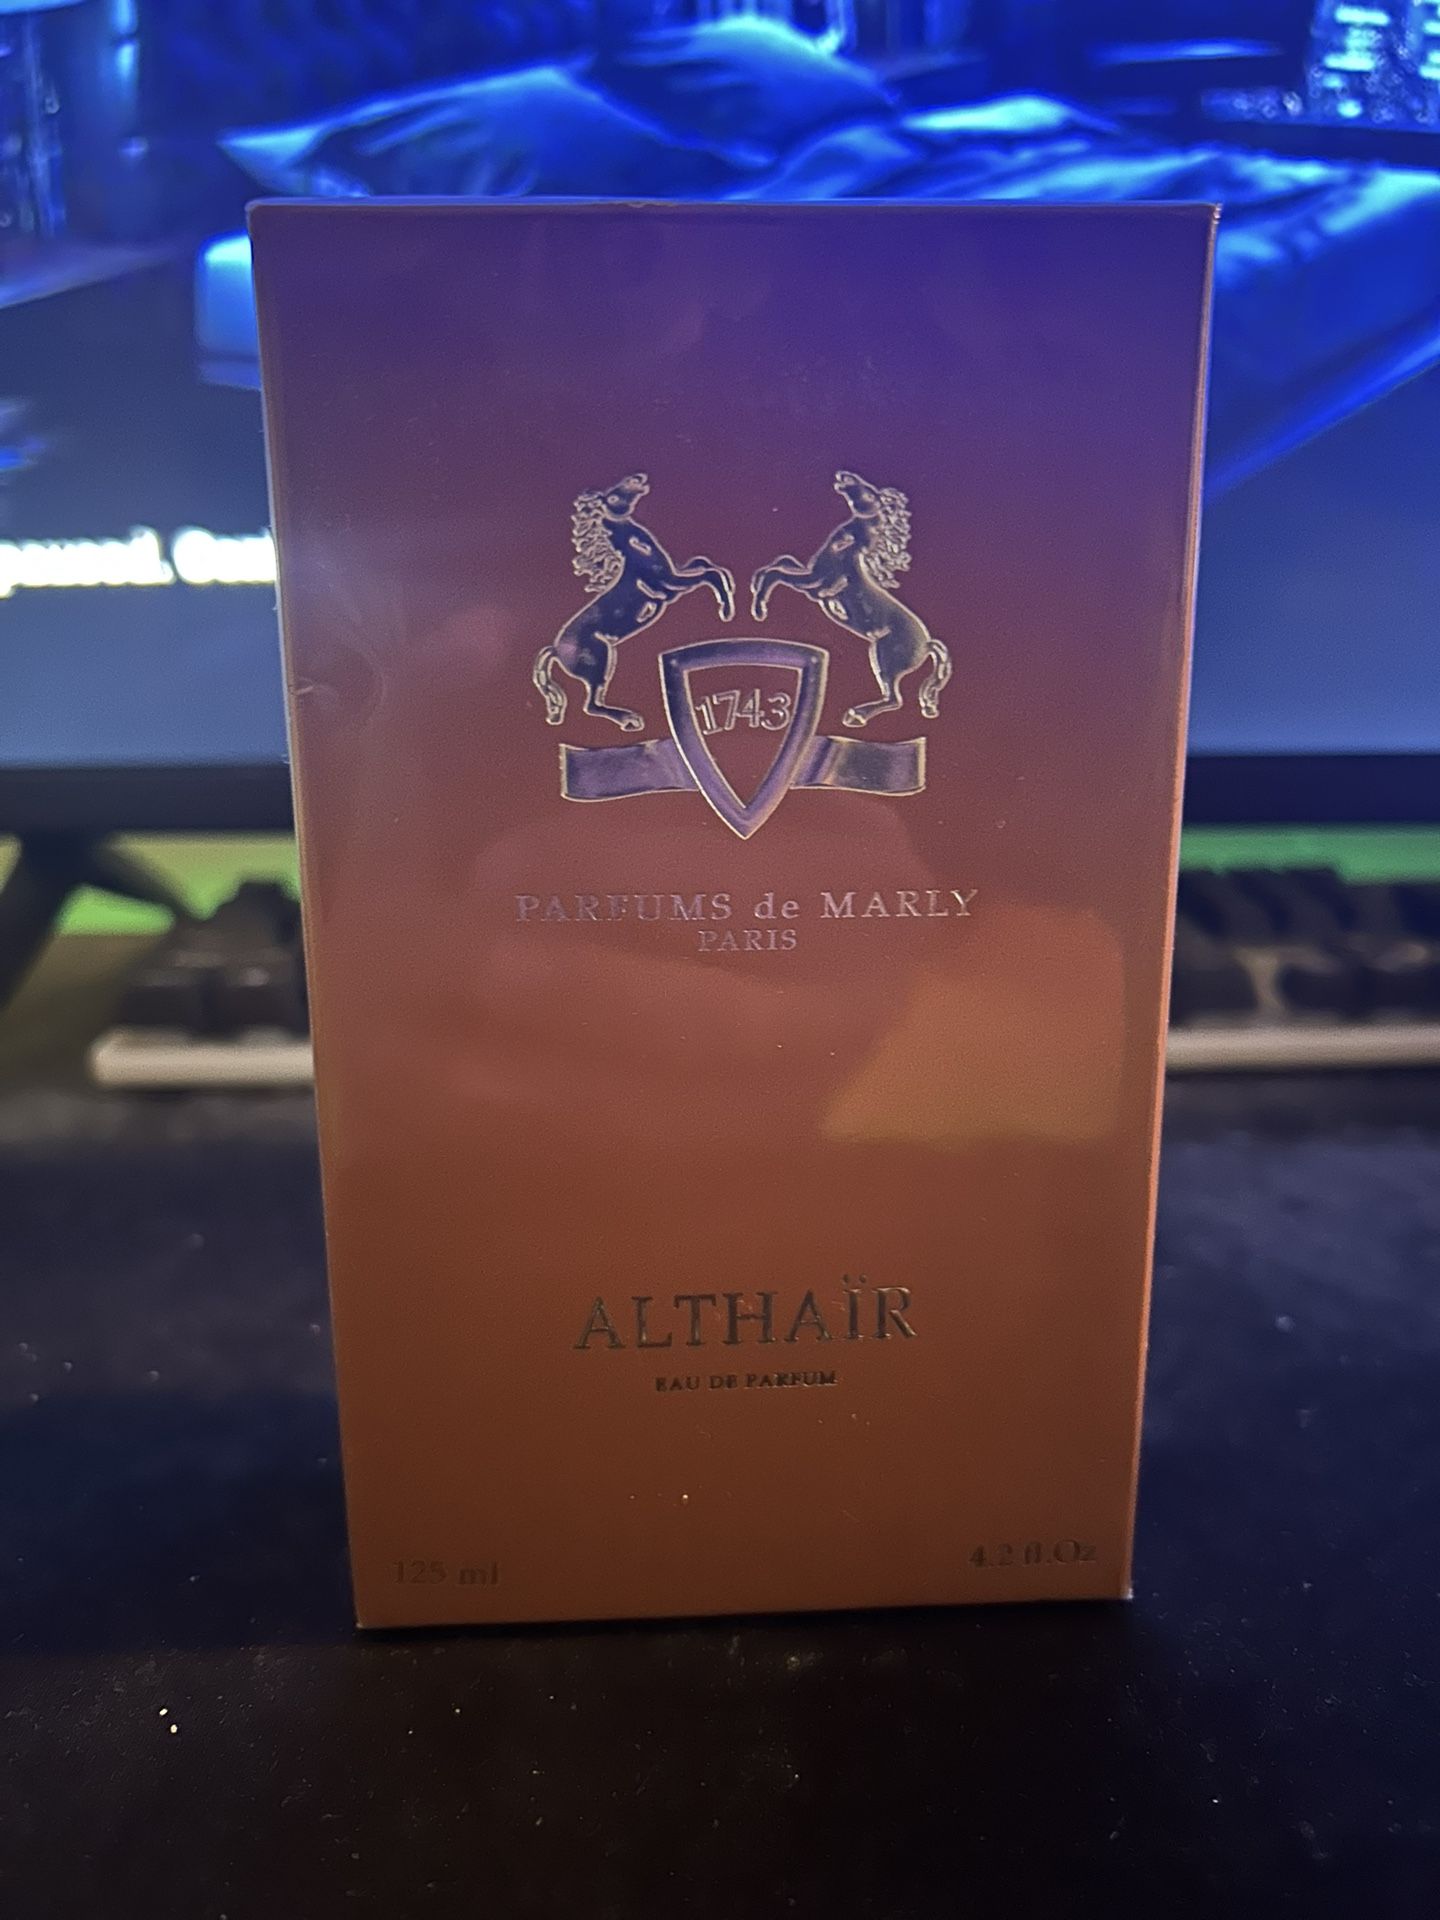 1743
PARFUMS de MARLY
PARIS
ALTHAÏR
EAU DE PARFUM
125 ml
4.2 fl.Oz